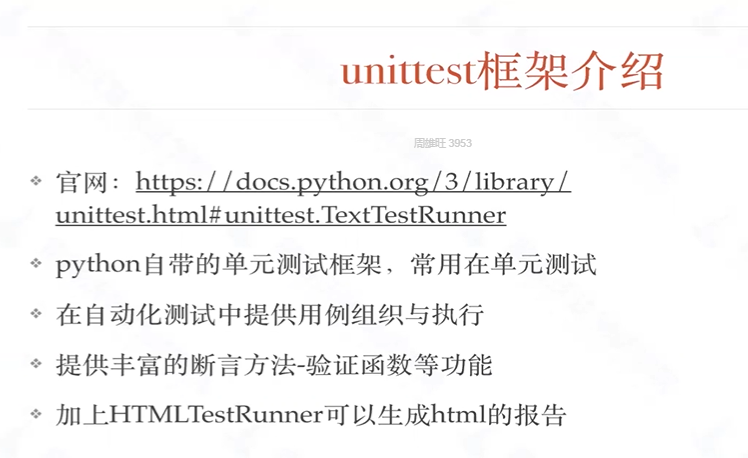 unittest框架介绍
周雄旺 3953
❖ 官网：https://docs.python.org/3/library/
unittest.html#unittest.TextTestRunner
❖ python自带的单元测试框架，常用在单元测试
❖ 在自动化测试中提供用例组织与执行
❖ 提供丰富的断言方法-验证函数等功能
❖ 加上HTMLTestRunner可以生成html的报告